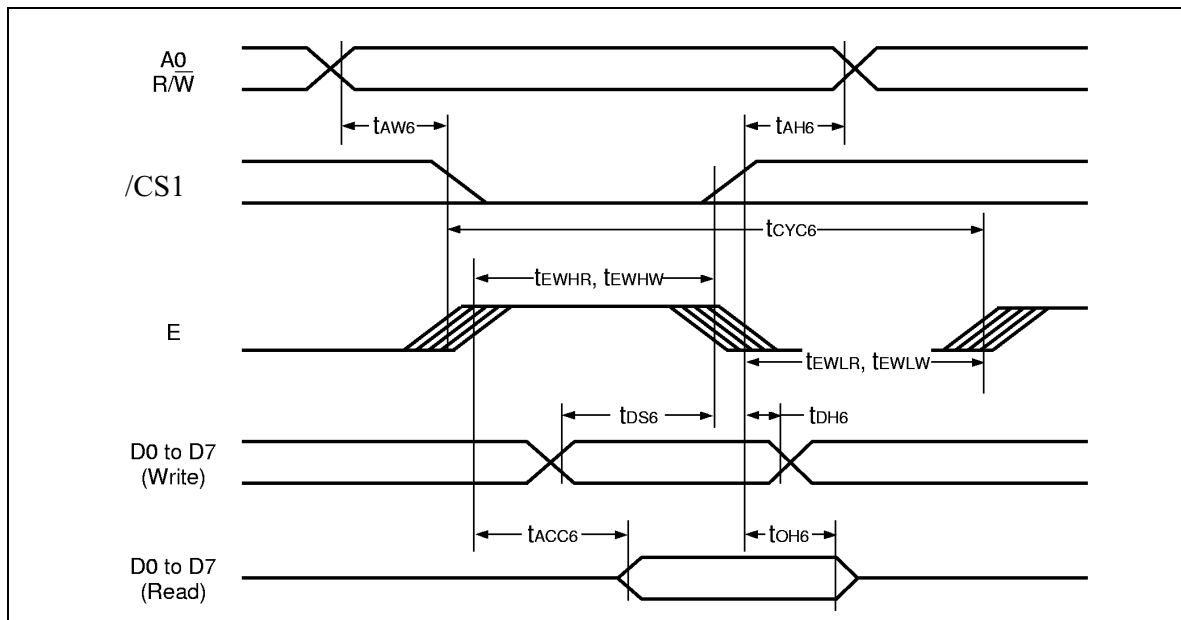 A0
R/W̅
tAW6
tAH6
/CS1
tCYC6
tEWHR, tEWHW
E
tEWLR, tEWLW
tDS6
tDH6
D0 to D7
(Write)
tACC6
tOH6
D0 to D7
(Read)